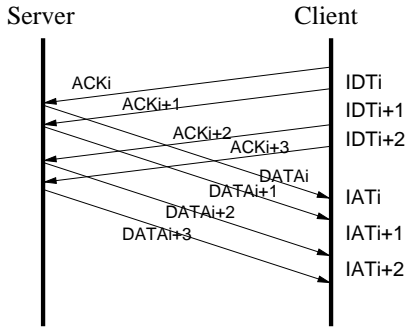 Server Client
ACKi
IDTi
ACKi+1
IDTi+1
ACKi+2
IDTi+2
ACKi+3
DATAi
DATAi+1
IATi
DATAi+2
IATi+1
DATAi+3
IATi+2